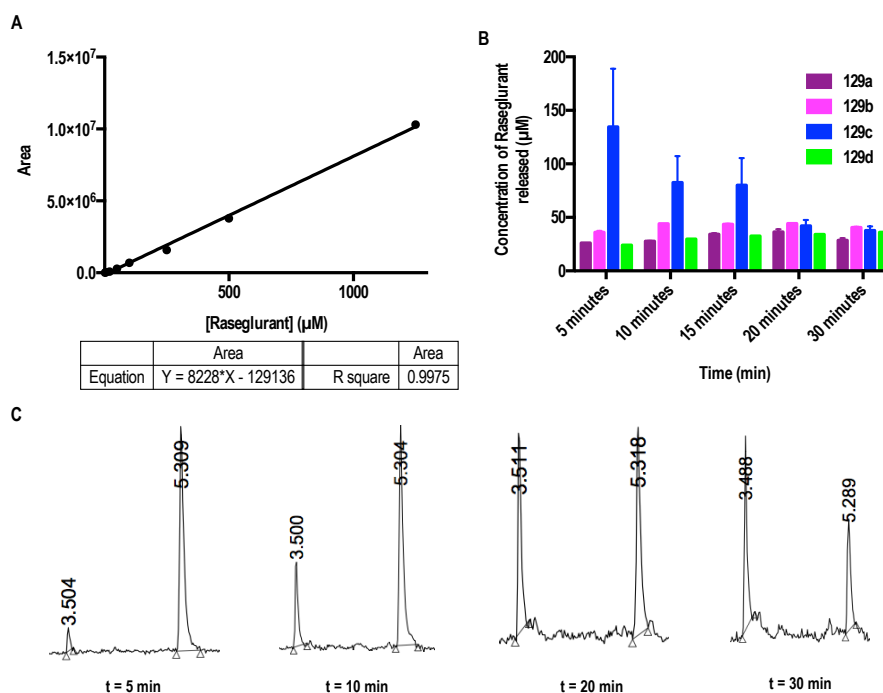 A
1.5×10⁷
1.0×10⁷
5.0×10⁶
0.0
Area
500
1000
[Raseglurant] (µM)
Area Area
Equation Y = 8228*X - 129136 R square 0.9975
B
200
150
100
50
0
Concentration of Raseglurant
released (µM)
129a
129b
129c
129d
5 minutes
10 minutes
15 minutes
20 minutes
30 minutes
Time (min)
C
3.504
5.309
t = 5 min
3.500
5.304
t = 10 min
3.511
5.318
t = 20 min
3.488
5.289
t = 30 min